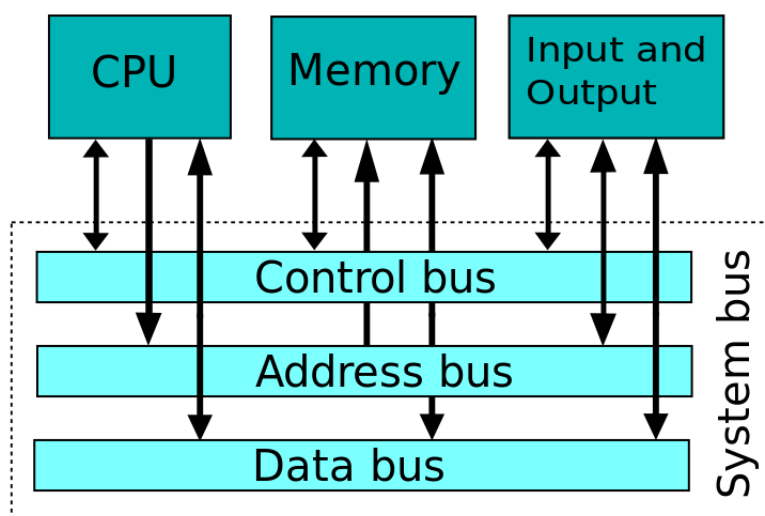 CPU
Memory
Input and
Output
Control bus
Address bus
Data bus
System bus